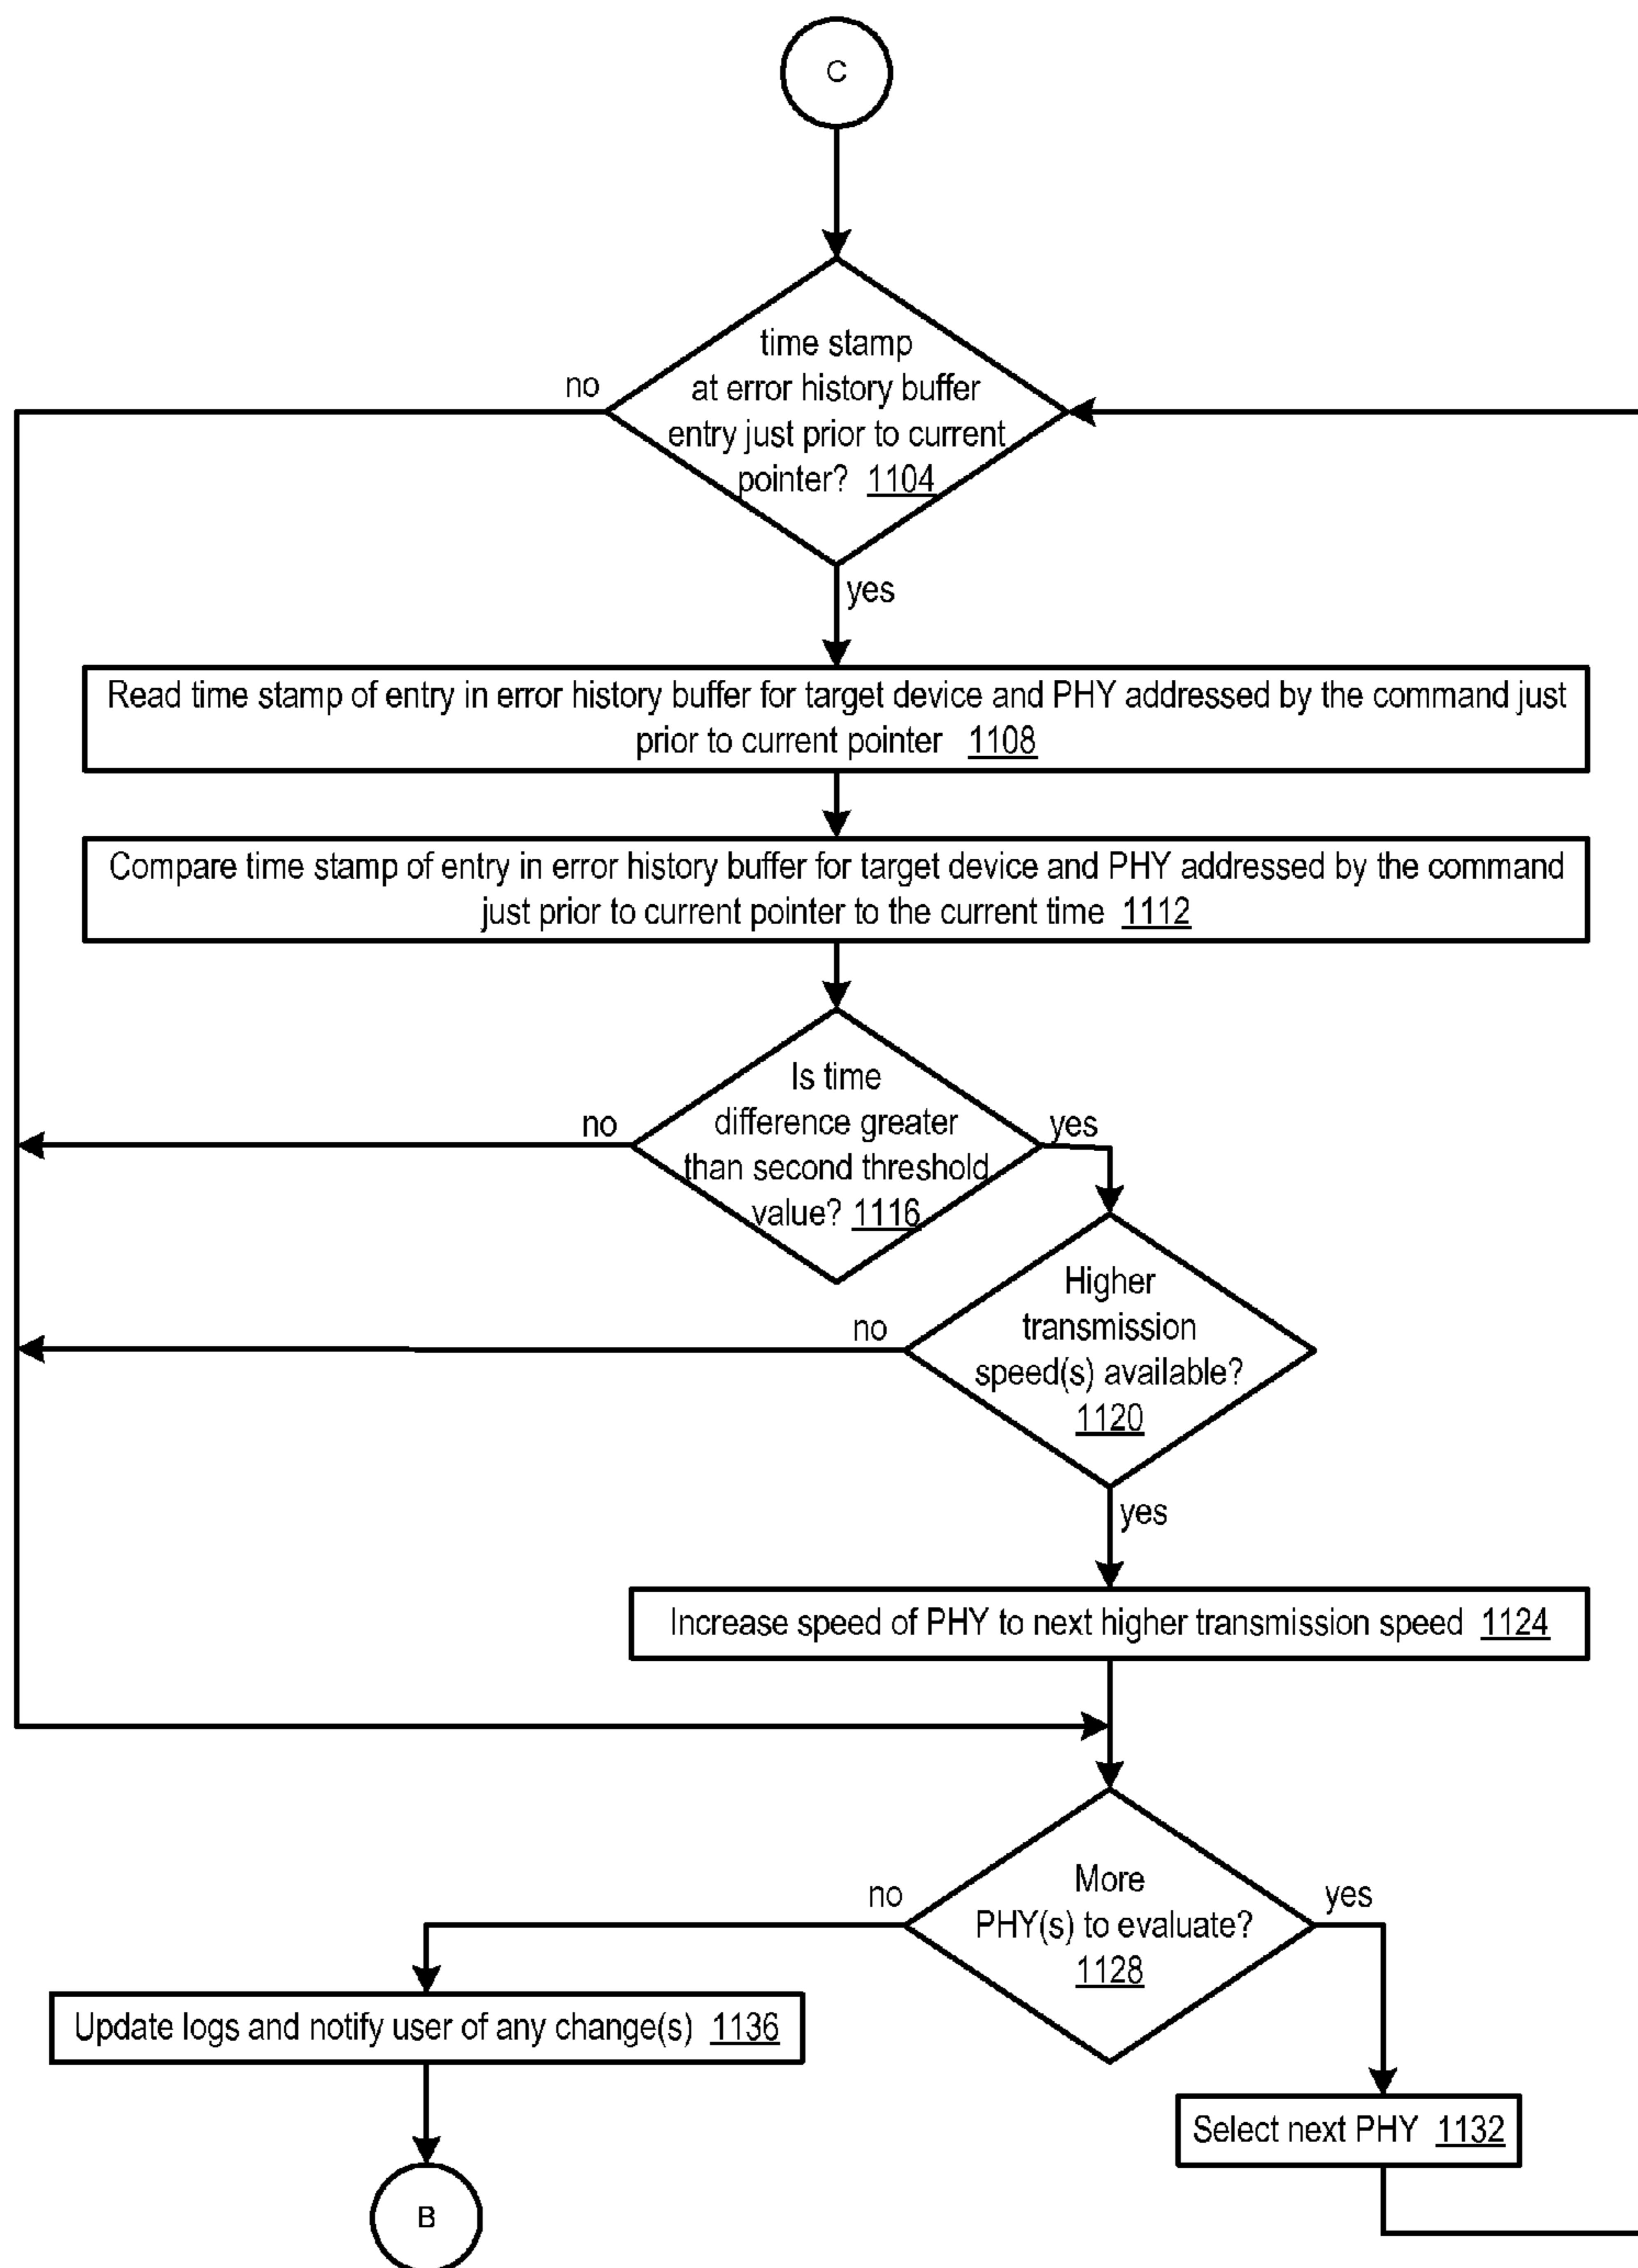 C
time stamp
at error history buffer
entry just prior to current
pointer? 1104
no
yes
Read time stamp of entry in error history buffer for target device and PHY addressed by the command just
prior to current pointer 1108
Compare time stamp of entry in error history buffer for target device and PHY addressed by the command
just prior to current pointer to the current time 1112
Is time
difference greater
than second threshold
value? 1116
no
yes
Higher
transmission
speed(s) available?
1120
no
yes
Increase speed of PHY to next higher transmission speed 1124
More
PHY(s) to evaluate?
1128
no
yes
Update logs and notify user of any change(s) 1136
Select next PHY 1132
B